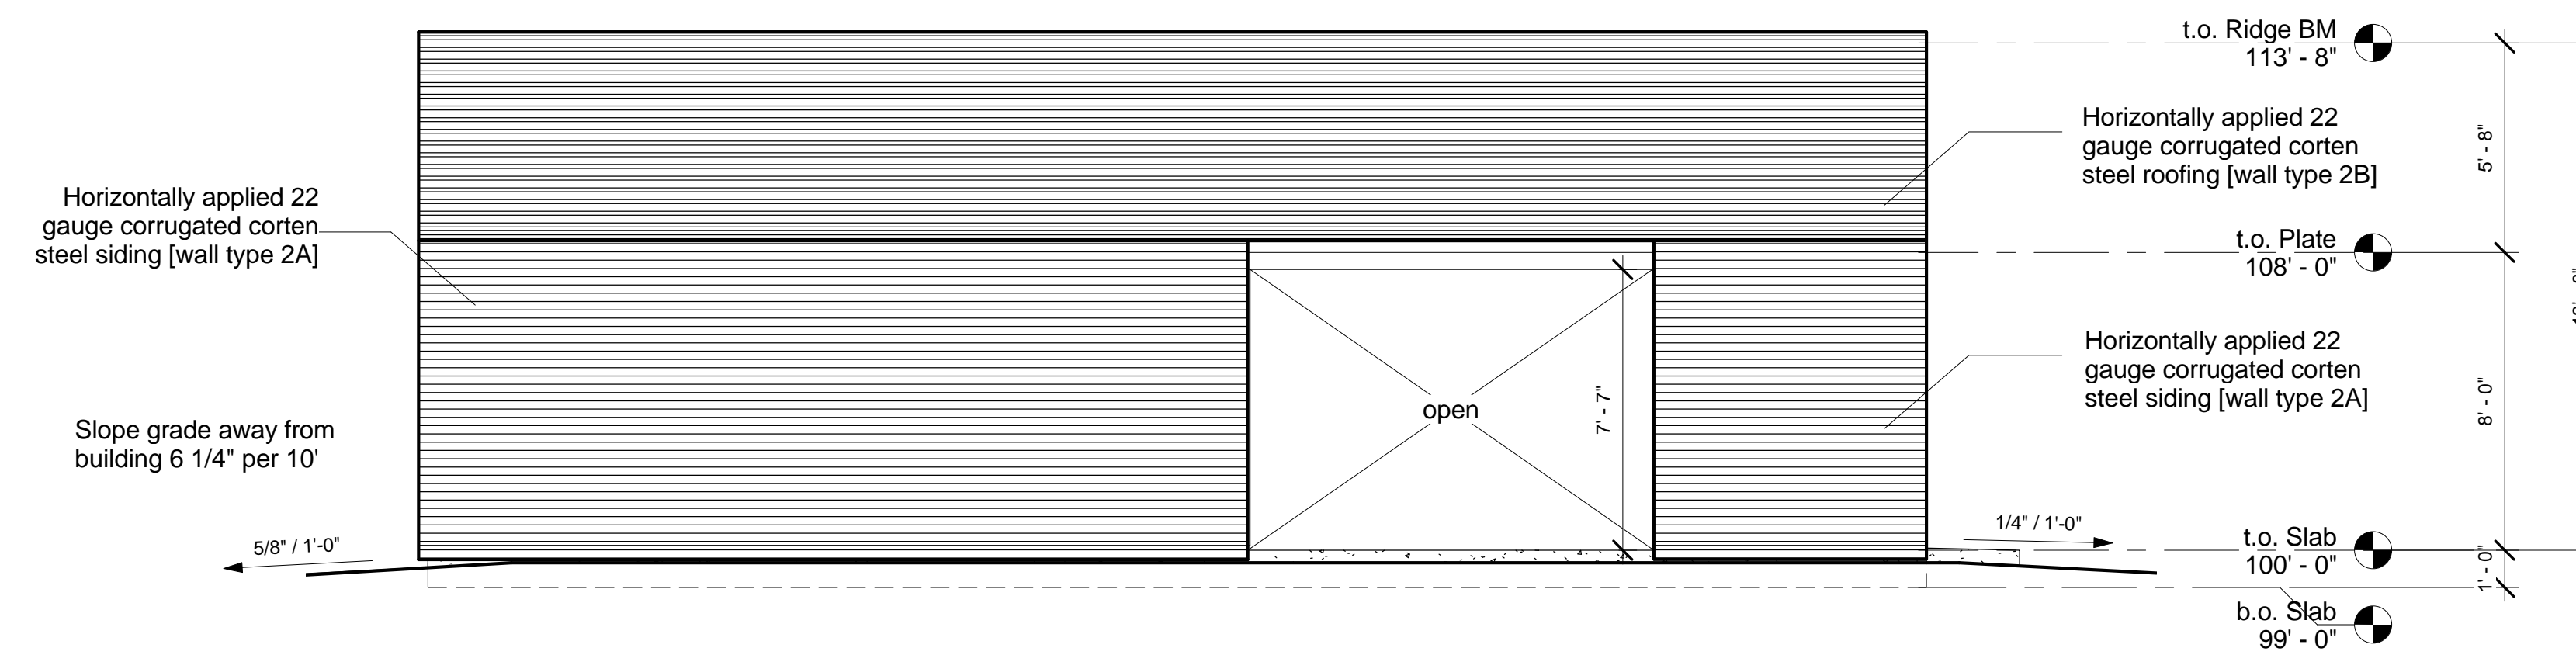 t.o. Ridge BM
113' - 8"
Horizontally applied 22
gauge corrugated corten
steel roofing [wall type 2B]
5' - 8"
Horizontally applied 22
gauge corrugated corten
steel siding [wall type 2A]
t.o. Plate
108' - 0"
Horizontally applied 22
gauge corrugated corten
steel siding [wall type 2A]
8' - 0"
7' - 7"
open
Slope grade away from
building 6 1/4" per 10'
5/8" / 1'-0"
1/4" / 1'-0"
t.o. Slab
100' - 0"
1' - 0"
b.o. Slab
99' - 0"